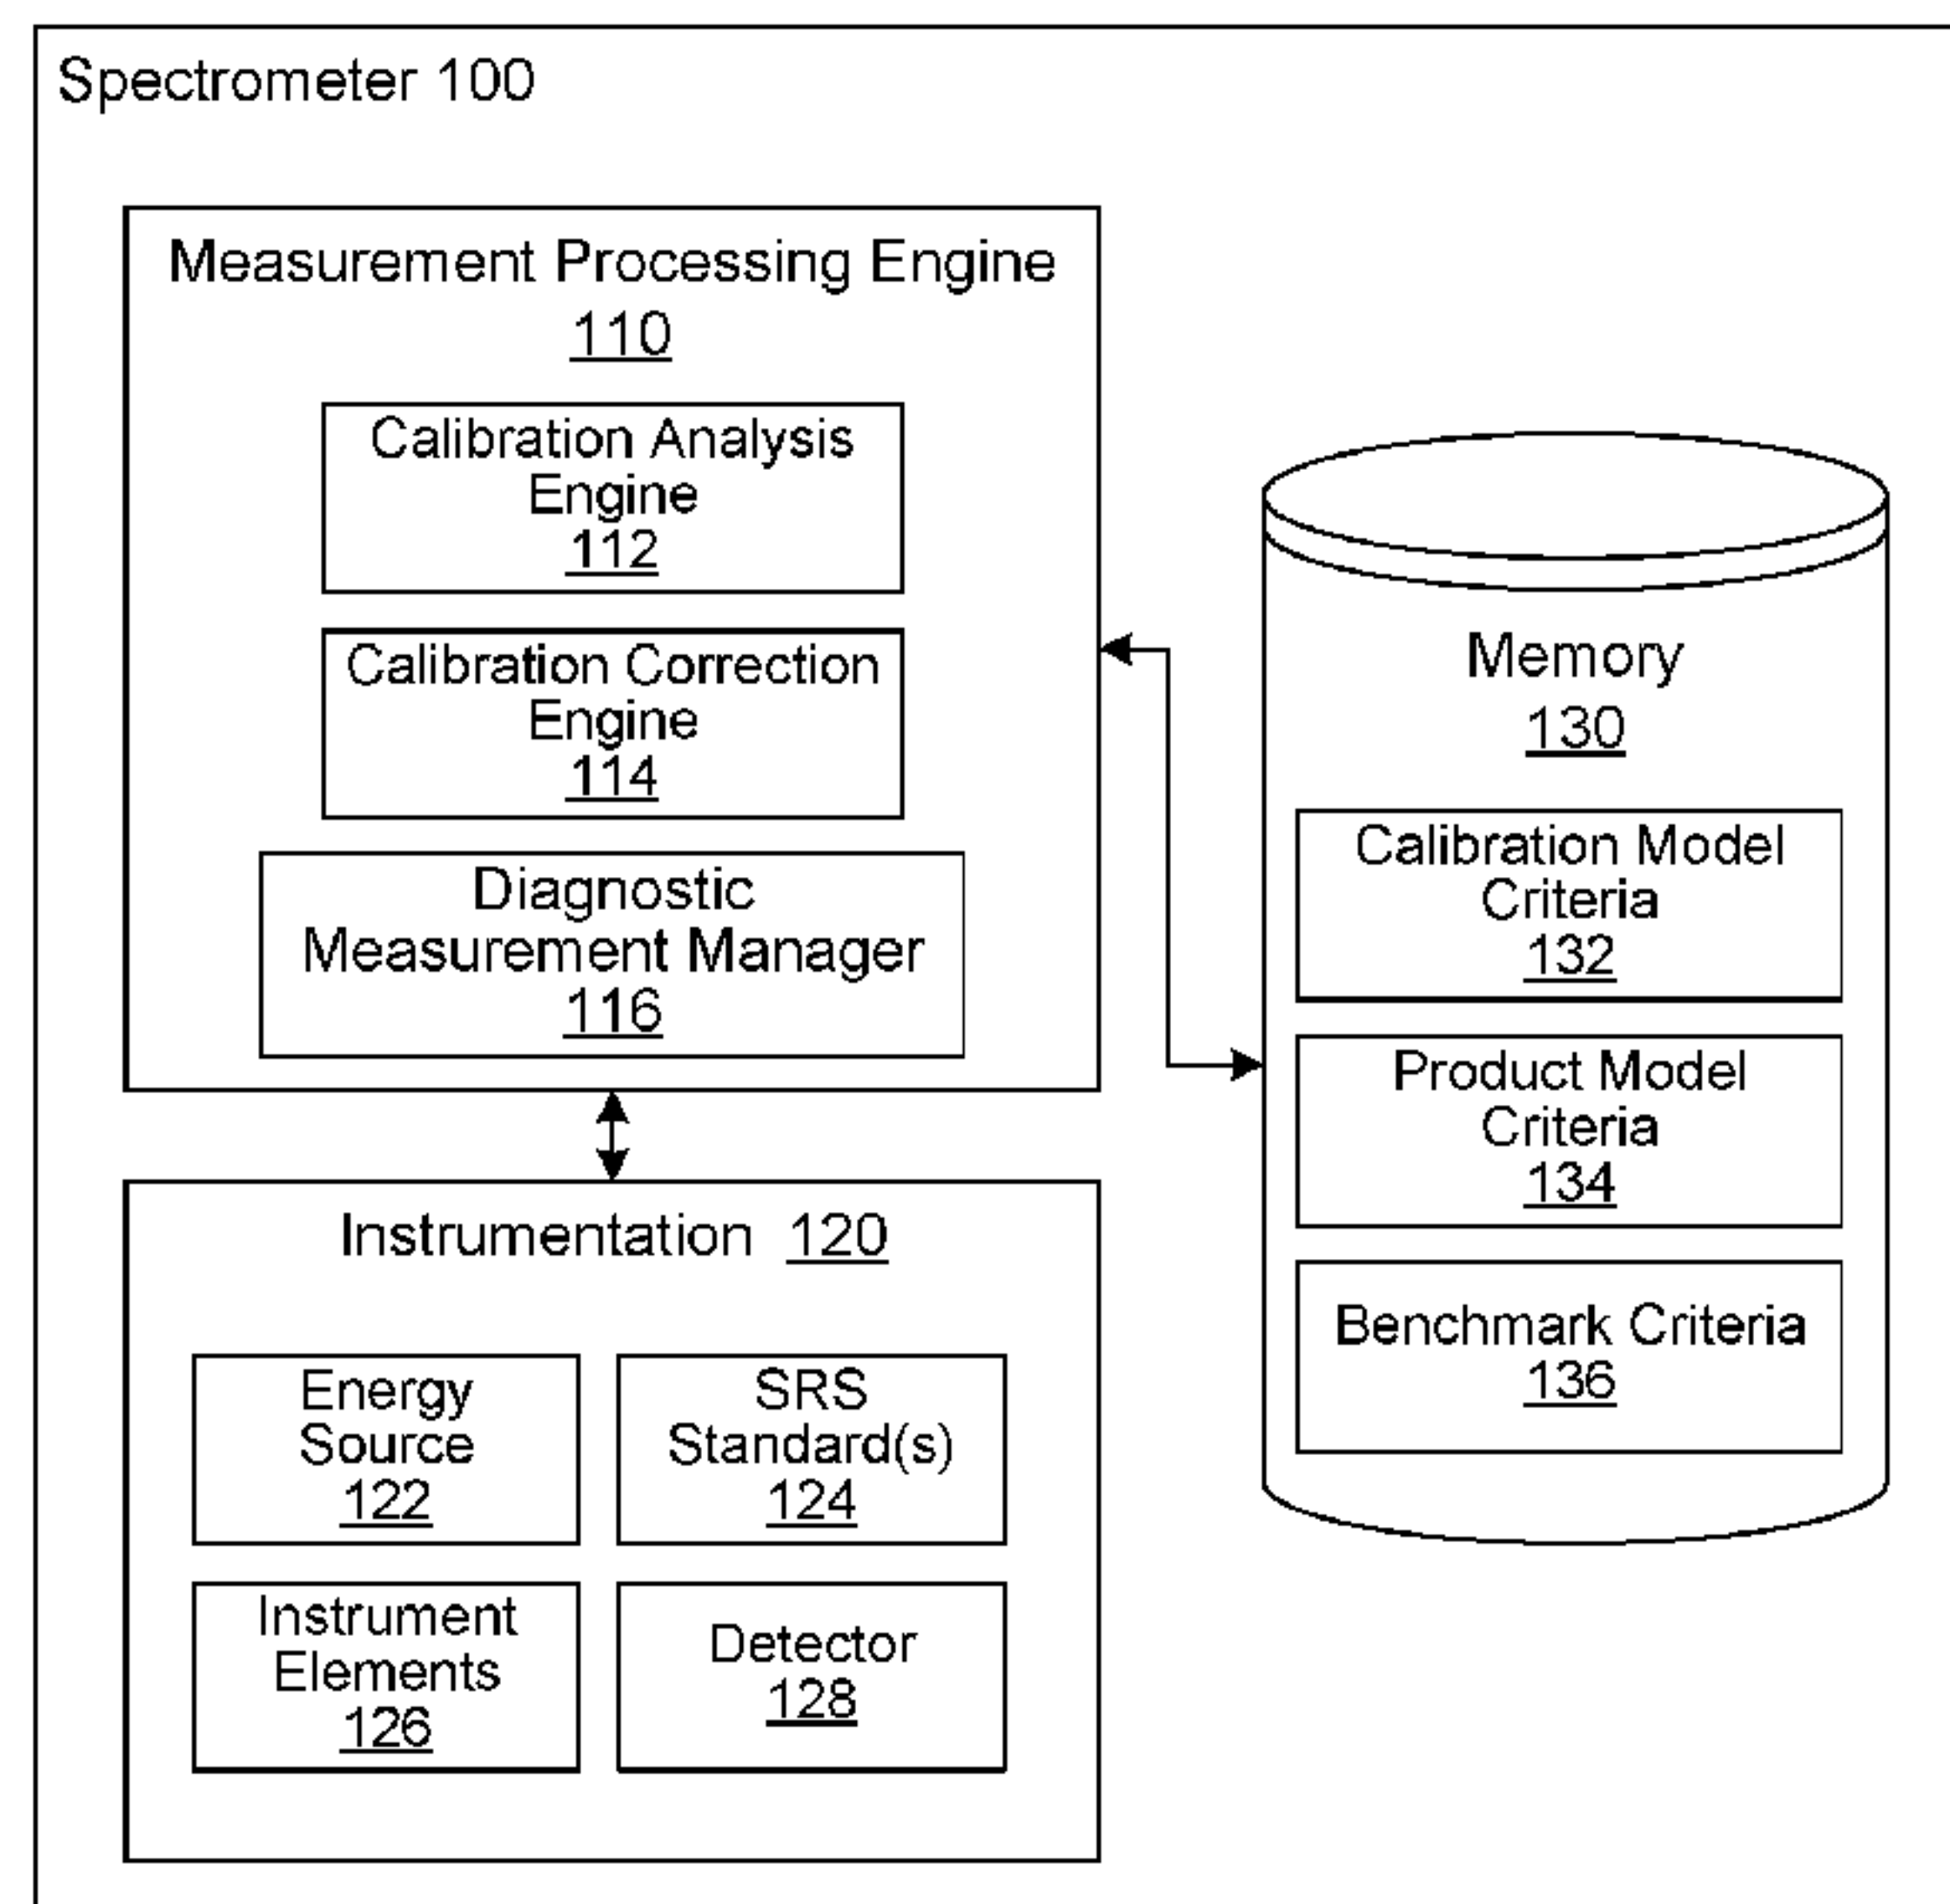 Spectrometer 100
Measurement Processing Engine
110
Calibration Analysis
Engine
112
Calibration Correction
Engine
114
Diagnostic
Measurement Manager
116
Instrumentation 120
Energy
Source
122
SRS
Standard(s)
124
Instrument
Elements
126
Detector
128
Memory
130
Calibration Model
Criteria
132
Product Model
Criteria
134
Benchmark Criteria
136